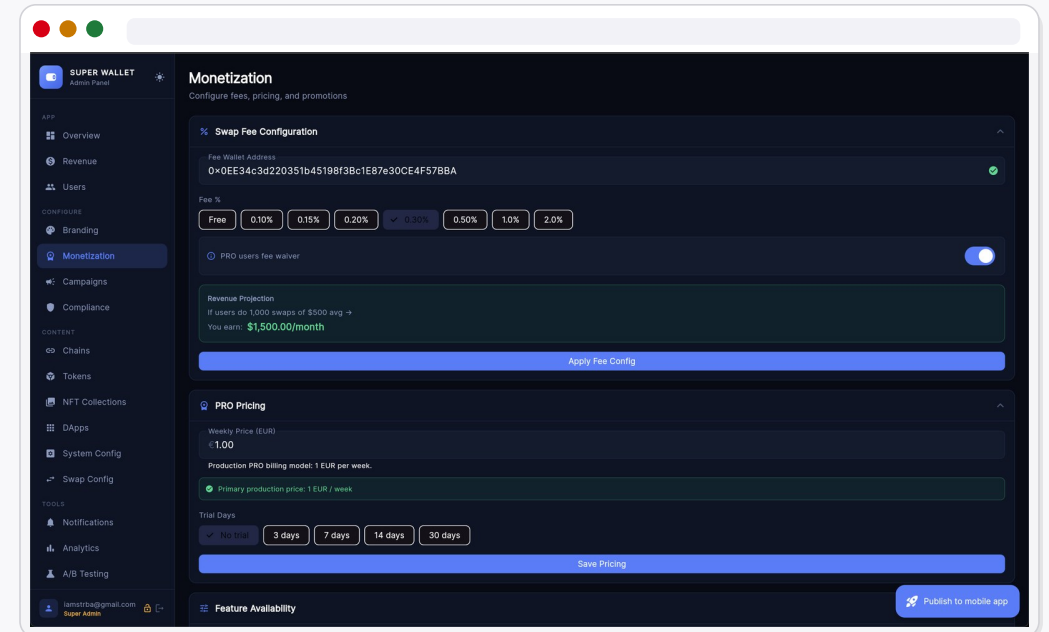 SUPER WALLET
Admin Panel
APP
Overview
Revenue
Users
CONFIGURE
Branding
Monetization
Campaigns
Compliance
CONTENT
Chains
Tokens
NFT Collections
DApps
System Config
Swap Config
TOOLS
Notifications
Analytics
A/B Testing
iamstrba@gmail.com
Super Admin
Monetization
Configure fees, pricing, and promotions
Swap Fee Configuration
Fee Wallet Address
0x0EE34c3d220351b45198f3Bc1E87e30CE4F57BBA
Fee %
Free 0.10% 0.15% 0.20% 0.30% 0.50% 1.0% 2.0%
PRO users fee waiver
Revenue Projection
If users do 1,000 swaps of $500 avg →
You earn: $1,500.00/month
Apply Fee Config
PRO Pricing
Weekly Price (EUR)
€1.00
Production PRO billing model: 1 EUR per week.
Primary production price: 1 EUR / week
Trial Days
No trial 3 days 7 days 14 days 30 days
Save Pricing
Feature Availability
Publish to mobile app